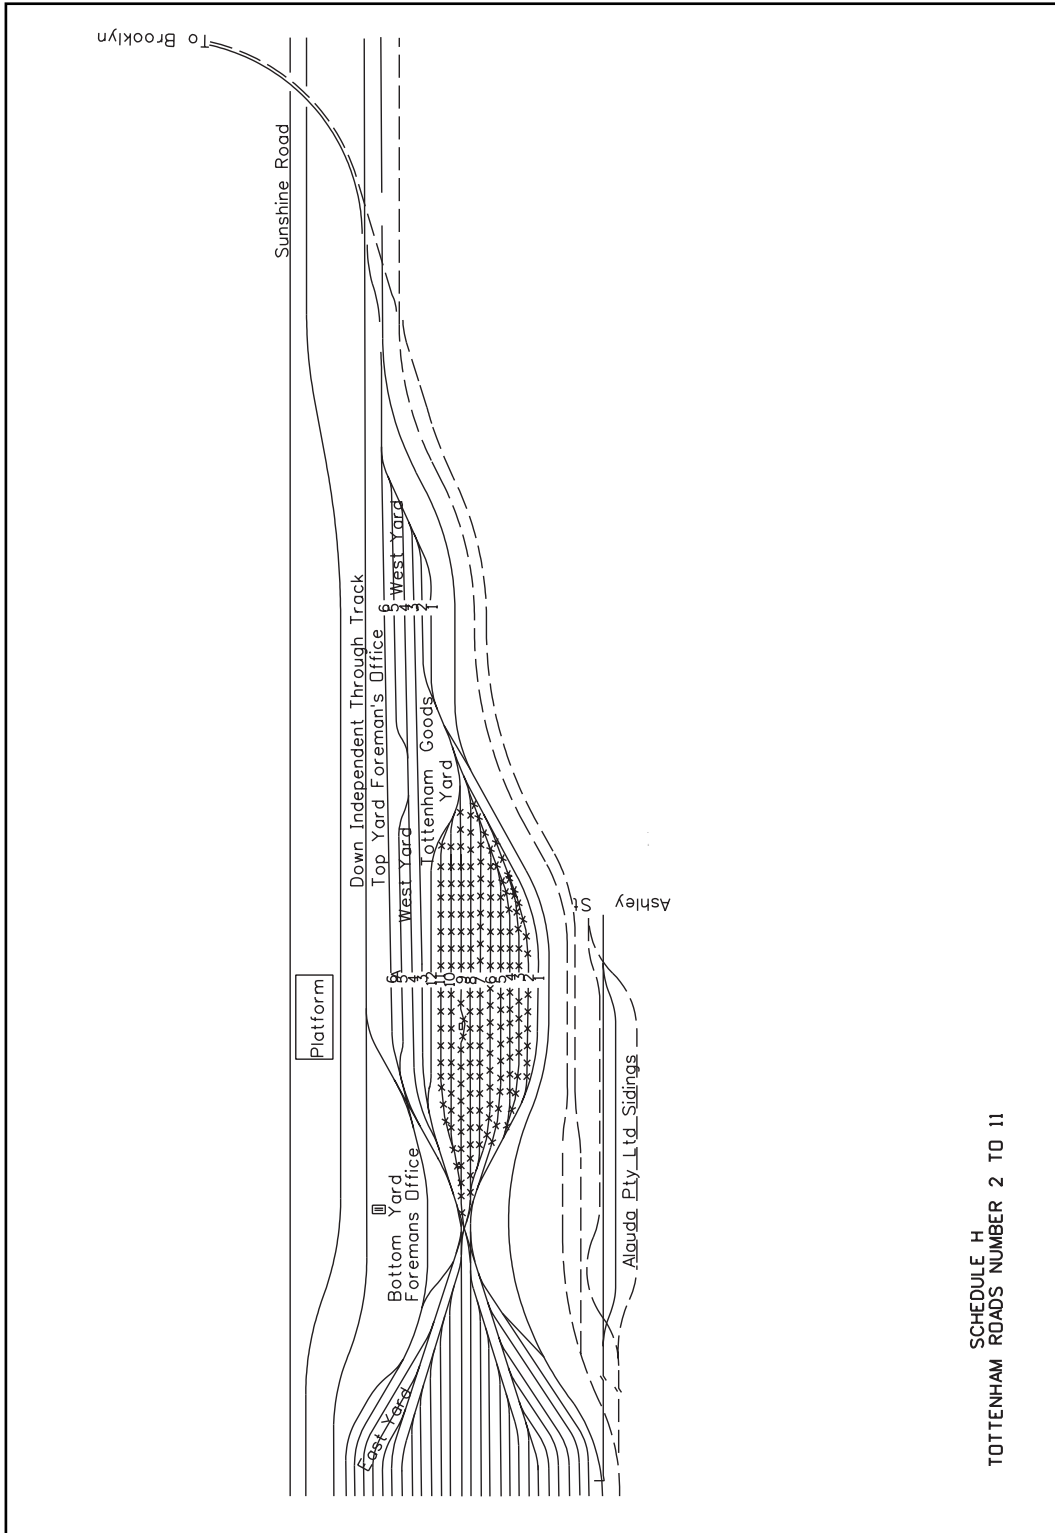 To Brooklyn
Sunshine Road
Down Independent Through Track
Top Yard Foreman's Office
West Yard
6
5
4
3
2
1
Tottenham Goods
Yard
West Yard
Platform
6A
5
4
3
12
11
10
9
8
7
6
5
4
3
2
1
Ashley
St
Bottom Yard
Foremans Office
East Yard
Alauda Pty Ltd Sidings
SCHEDULE H
TOTTENHAM ROADS NUMBER 2 TO 11